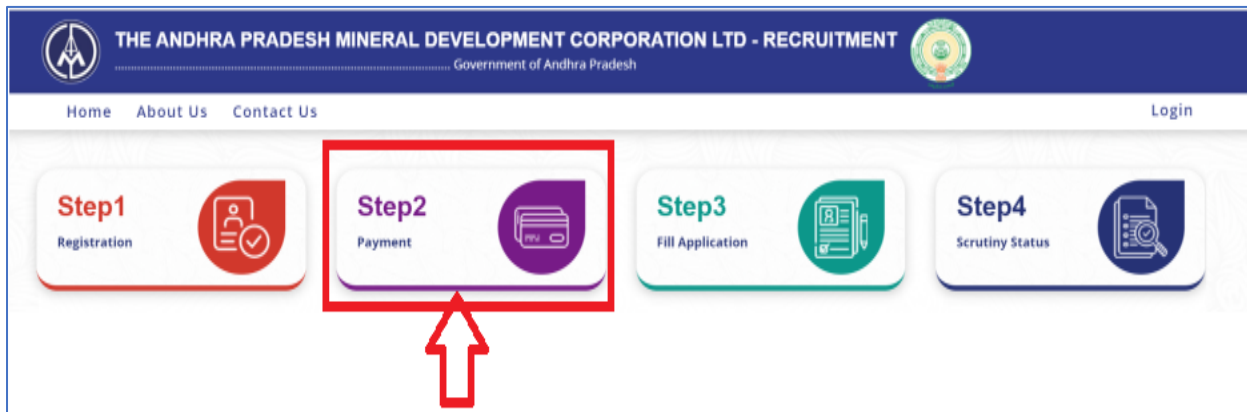 THE ANDHRA PRADESH MINERAL DEVELOPMENT CORPORATION LTD - RECRUITMENT
Government of Andhra Pradesh
Home About Us Contact Us Login
Step1
Registration
Step2
Payment
Step3
Fill Application
Step4
Scrutiny Status